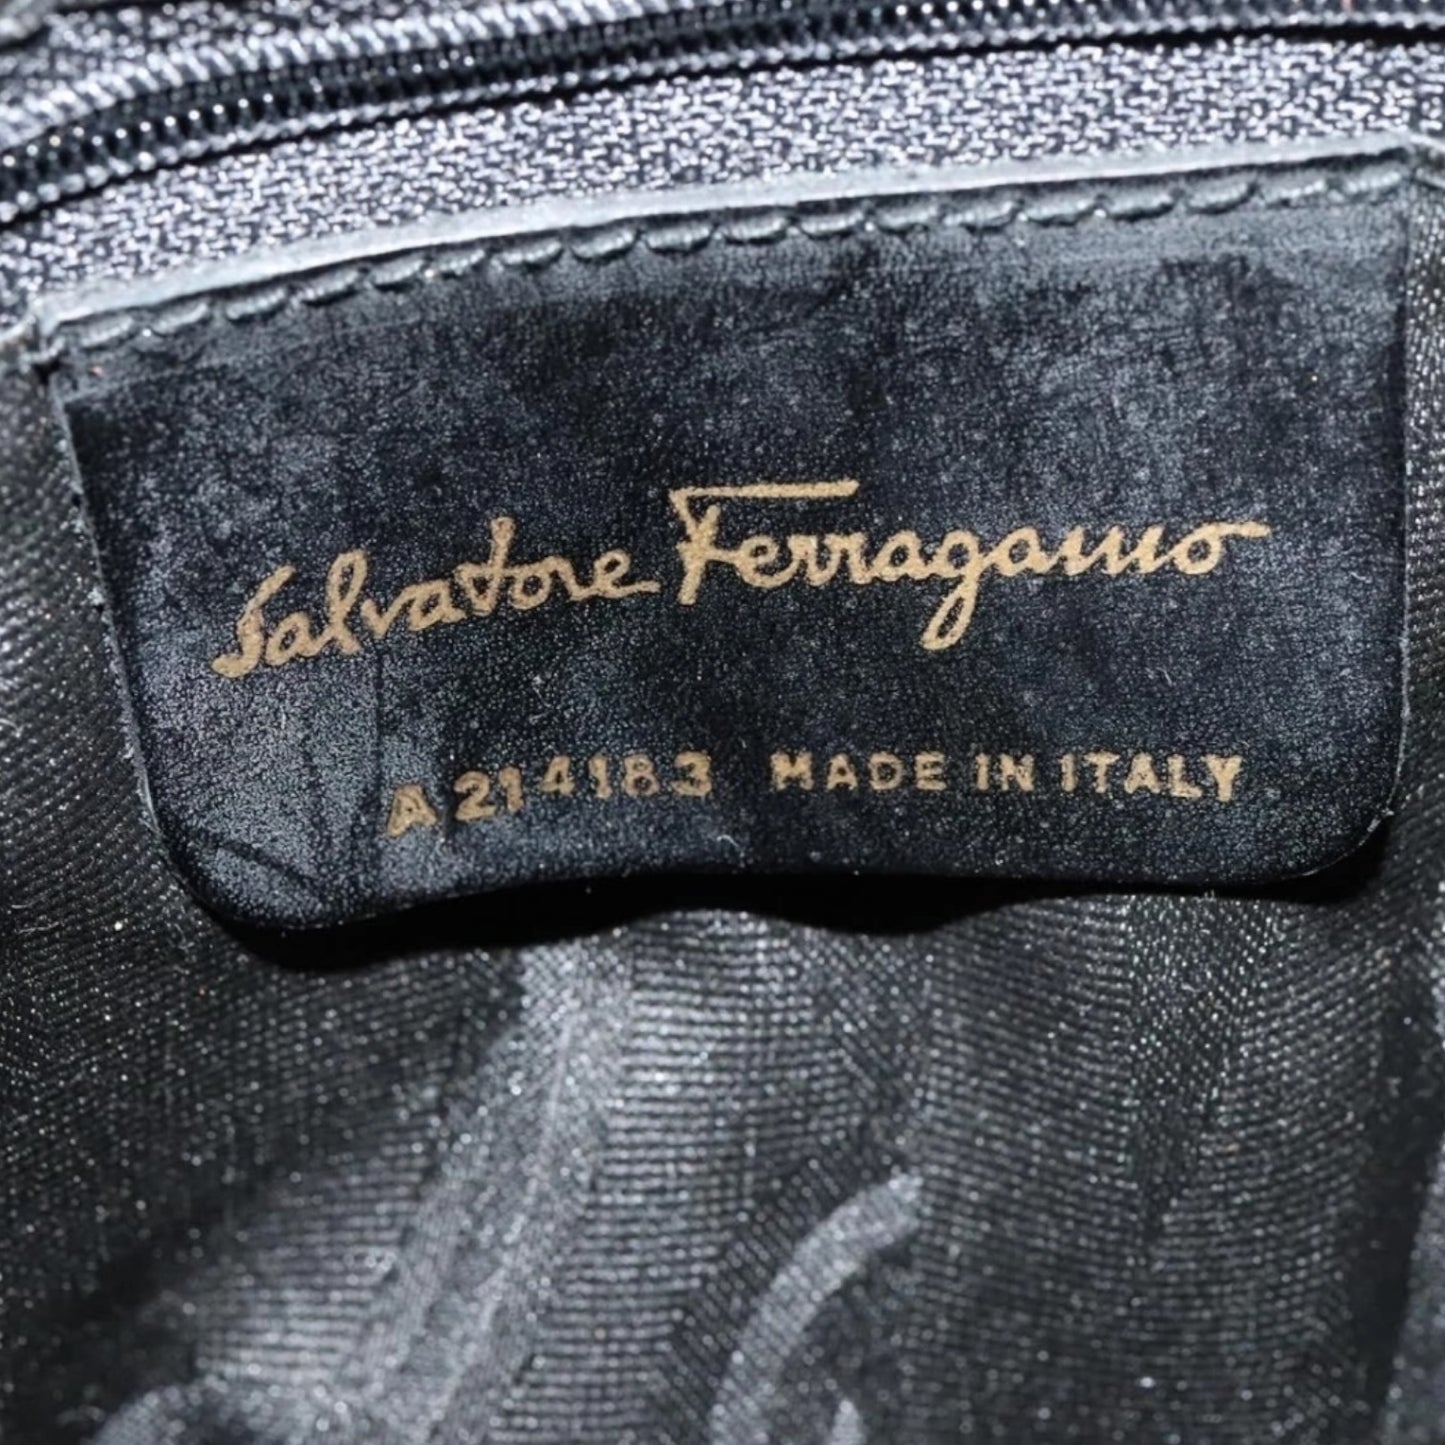 Salvatore Ferragamo
A 214183 MADE IN ITALY